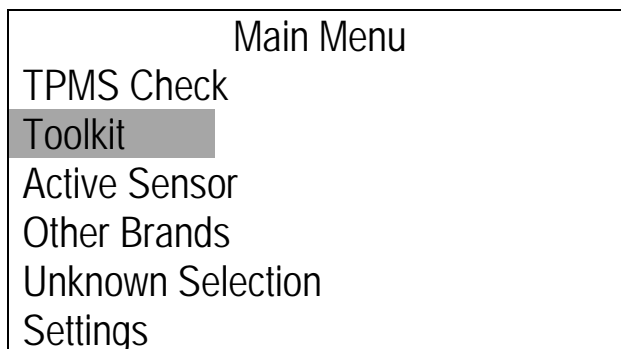 Main Menu
TPMS Check
Toolkit
Active Sensor
Other Brands
Unknown Selection
Settings